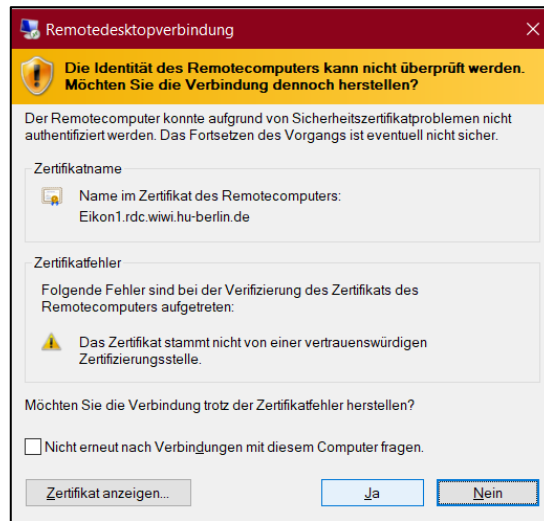 Remotedesktopverbindung
Die Identität des Remotecomputers kann nicht überprüft werden.
Möchten Sie die Verbindung dennoch herstellen?
Der Remotecomputer konnte aufgrund von Sicherheitszertifikatproblemen nicht
authentifiziert werden. Das Fortsetzen des Vorgangs ist eventuell nicht sicher.
Zertifikatname
Name im Zertifikat des Remotecomputers:
Eikon1.rdc.wiwi.hu-berlin.de
Zertifikatfehler
Folgende Fehler sind bei der Verifizierung des Zertifikats des
Remotecomputers aufgetreten:
Das Zertifikat stammt nicht von einer vertrauenswürdigen
Zertifizierungsstelle.
Möchten Sie die Verbindung trotz der Zertifikatfehler herstellen?
Nicht erneut nach Verbindungen mit diesem Computer fragen.
Zertifikat anzeigen...
Ja
Nein